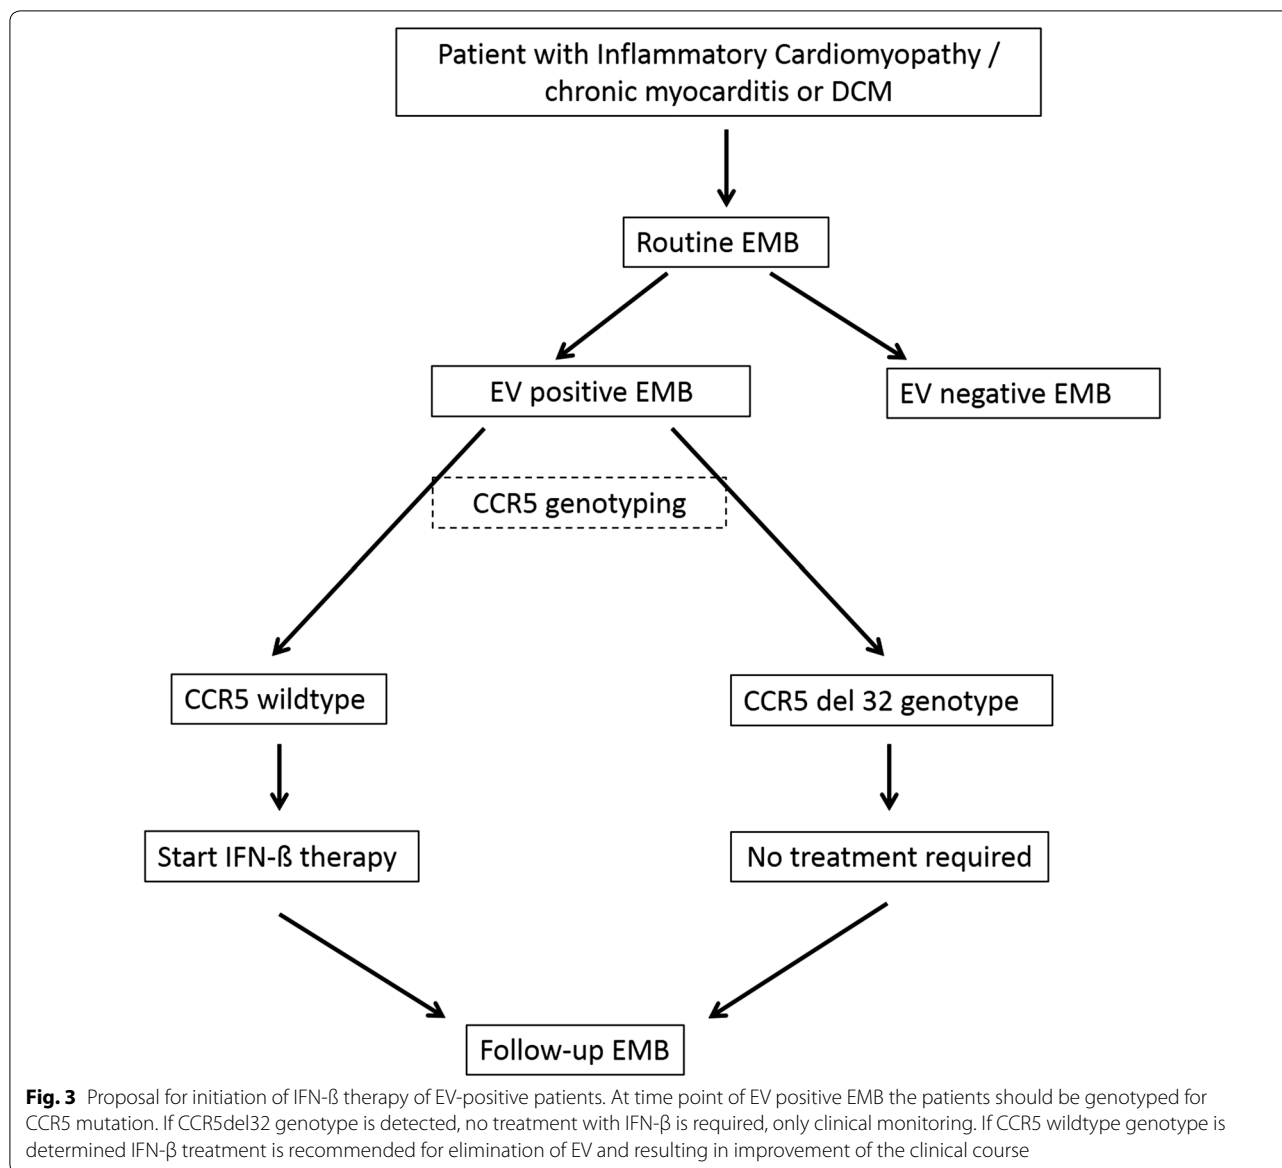 Patient with Inflammatory Cardiomyopathy /
chronic myocarditis or DCM
Routine EMB
EV positive EMB
EV negative EMB
CCR5 genotyping
CCR5 wildtype
CCR5 del 32 genotype
Start IFN-ß therapy
No treatment required
Follow-up EMB
Fig. 3 Proposal for initiation of IFN-ß therapy of EV-positive patients. At time point of EV positive EMB the patients should be genotyped for
CCR5 mutation. If CCR5del32 genotype is detected, no treatment with IFN-β is required, only clinical monitoring. If CCR5 wildtype genotype is
determined IFN-β treatment is recommended for elimination of EV and resulting in improvement of the clinical course